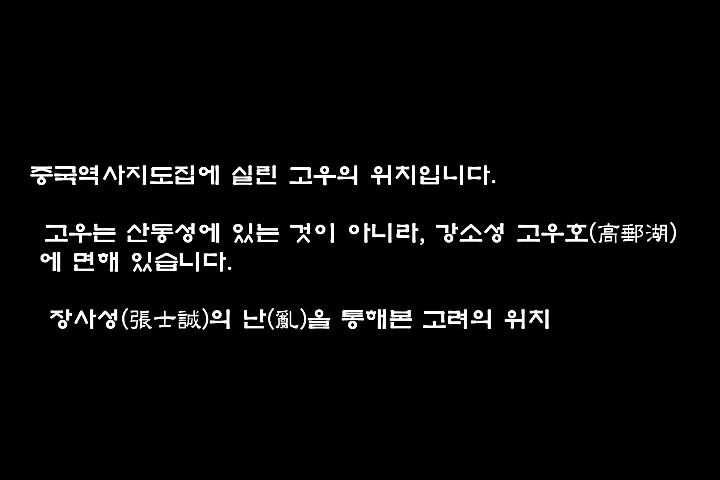 중국역사지도집에 실린 고우의 위치입니다.
고우는 산동성에 있는 것이 아니라, 강소성 고우호(高郵湖)
에 면해 있습니다.
장사성(張士誠)의 난(亂)을 통해본 고려의 위치